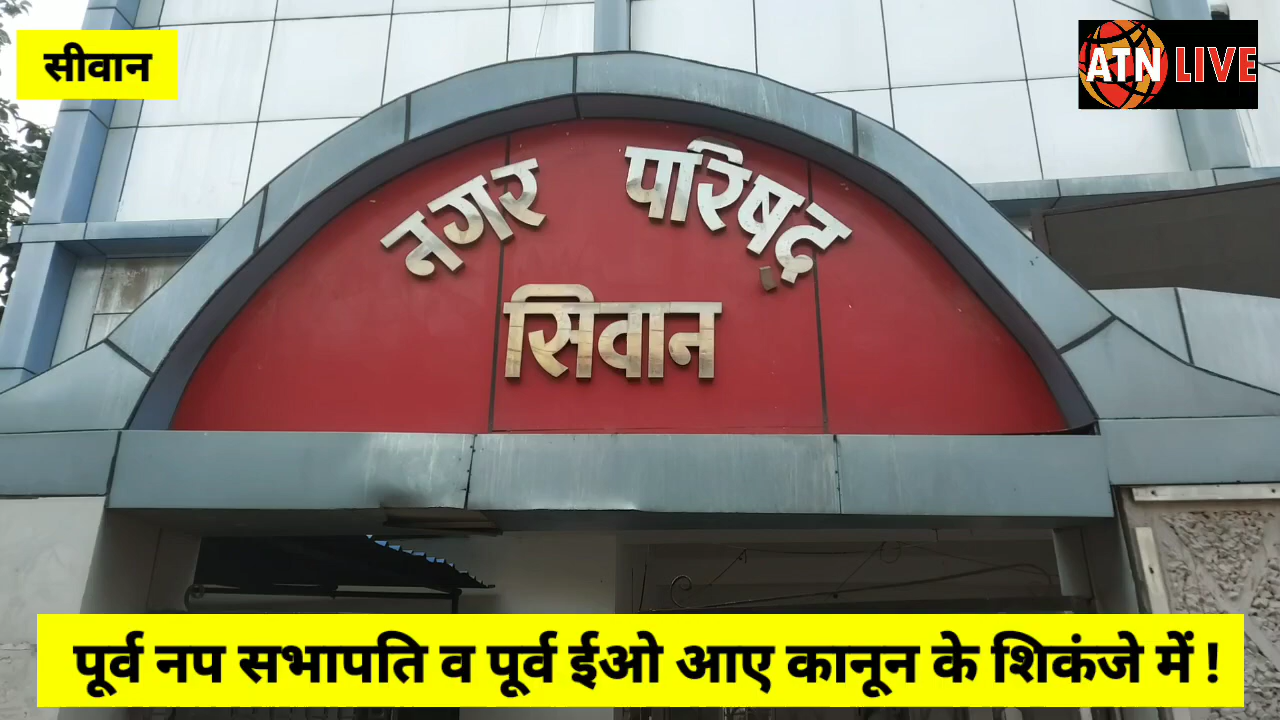 सीवान
ATN LIVE
नगर परिषद्
सिवान
पूर्व नप सभापति व पूर्व ईओ आए कानून के शिकंजे में !